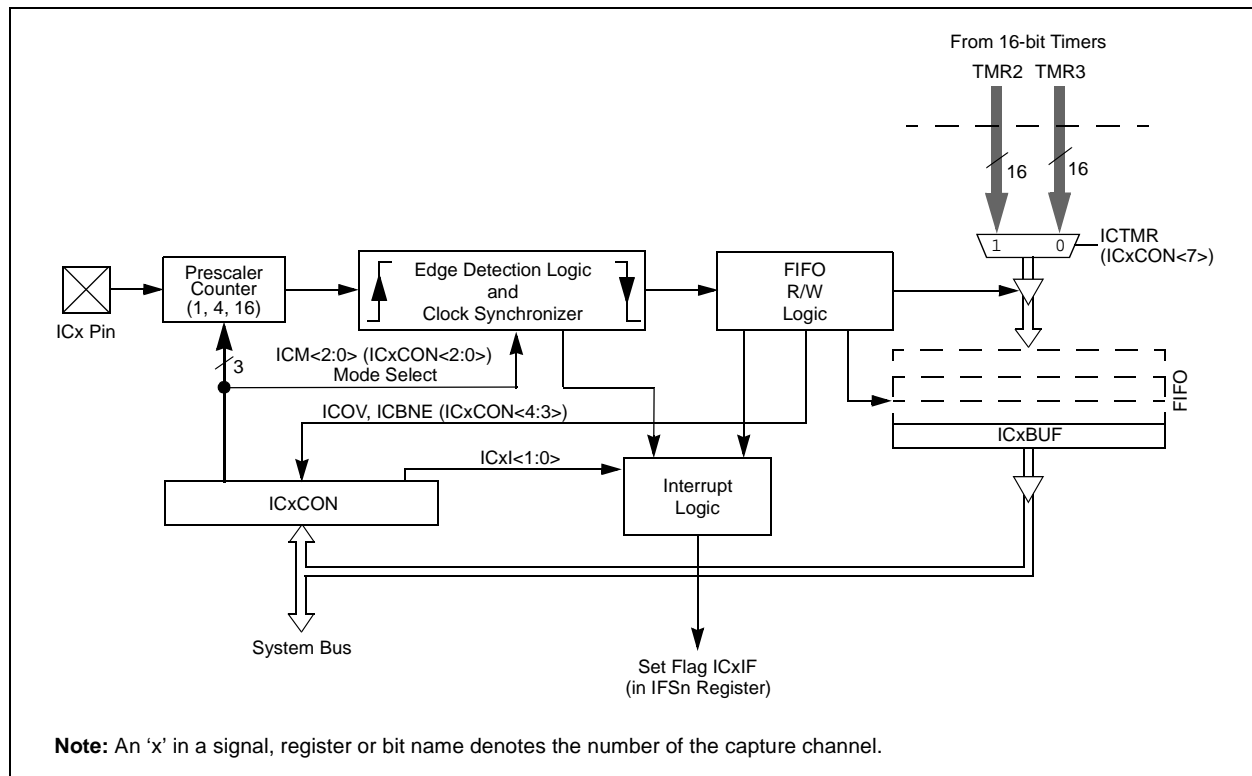 From 16-bit Timers
TMR2 TMR3
16 16
1 0
ICTMR
(ICxCON<7>)
Prescaler
Counter
(1, 4, 16)
Edge Detection Logic
and
Clock Synchronizer
FIFO
R/W
Logic
ICx Pin
3
ICM<2:0> (ICxCON<2:0>)
Mode Select
FIFO
ICOV, ICBNE (ICxCON<4:3>)
ICxBUF
ICxI<1:0>
ICxCON
Interrupt
Logic
System Bus
Set Flag ICxIF
(in IFSn Register)
Note: An ‘x’ in a signal, register or bit name denotes the number of the capture channel.